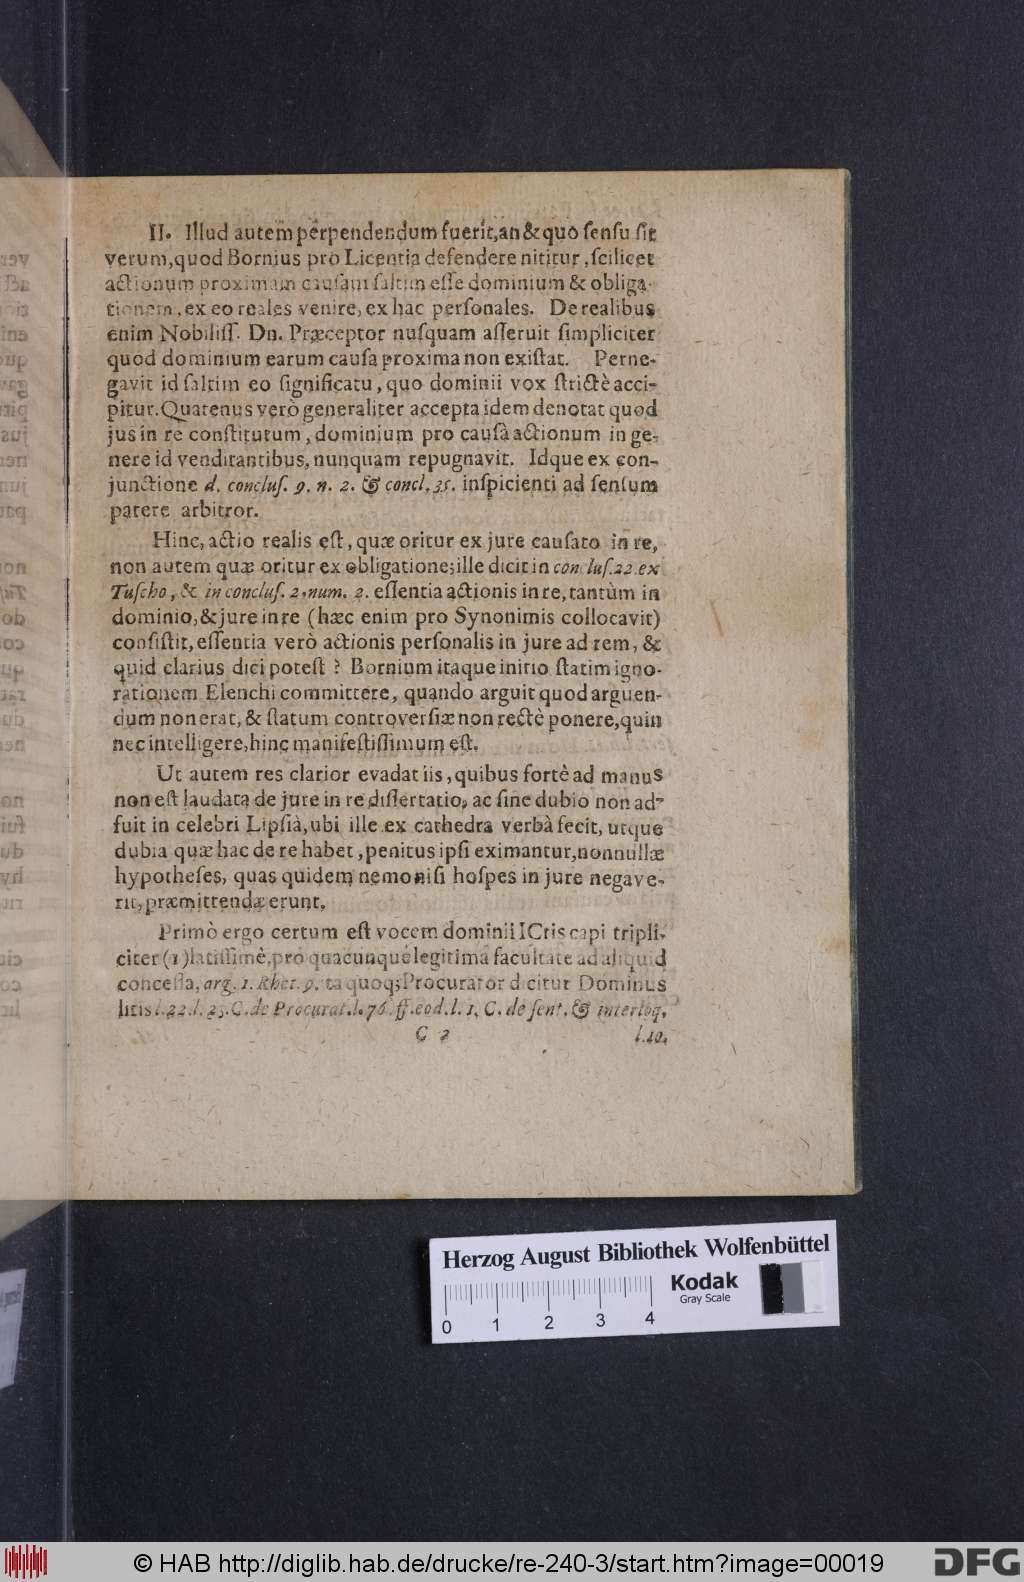 II. Illud autem perpendendum fuerit, an & quo ſenſu ſit
verum, quod Bornius pro Licentia defendere nititur, ſcilicet
actionum proximam cauſam ſaltim eſſe dominium & obliga-
tionem, ex eo reales venire, ex hac perſonales. De realibus
enim Nobiliſſ. Dn. Præceptor nuſquam aſſeruit ſimpliciter
quod dominium earum cauſa proxima non exiſtat. Perne-
gavit id ſaltim eo ſignificatu, quo dominii vox ſtrictè acci-
pitur. Quatenus verò generaliter accepta idem denotat quod
jus in re conſtitutum, dominium pro cauſâ actionum in ge-
nere id venditantibus, nunquam repugnavit. Idque ex con-
junctione d. concluſ. 9. n. 2. & concl. 35. inſpicienti ad ſenſum
patere arbitror.
Hinc, actio realis eſt, quæ oritur ex jure cauſato in re,
non autem quæ oritur ex obligatione; ille dicit in concluſ. 22. ex
Tuſcho, & in concluſ. 2. num. 2. eſſentia actionis in re, tantùm in
dominio, & jure in re (hæc enim pro Synonimis collocavit)
conſiſtit, eſſentia verò actionis perſonalis in jure ad rem, &
quid clarius dici poteſt? Bornium itaque initio ſtatim igno-
rationem Elenchi committere, quando arguit quod arguen-
dum non erat, & ſtatum controverſiæ non rectè ponere, quin
nec intelligere, hinc manifeſtiſſimum eſt.
Ut autem res clarior evadat iis, quibus fortè ad manus
non eſt laudata de jure in re diſſertatio, ac ſine dubio non ad-
fuit in celebri Lipſiâ, ubi ille ex cathedra verbâ fecit, utque
dubia quæ hac de re habet, penitus ipſi eximantur, nonnullæ
hypotheſes, quas quidem nemo niſi hoſpes in jure negave-
rit, præmittendæ erunt.
Primò ergo certum eſt vocem dominii ICtis capi tripli-
citer (1) latiſſimè, pro quacunque legitima facultate ad aliquid
conceſſa, arg. 1. Rhet. 9. ita quoq; Procurator dicitur Dominus
litis l. 22. l. 23. C. de Procurat. l. 76. ff. eod. l. 1. C. de ſent. & interloq.
C 2 l. 10.
Herzog August Bibliothek Wolfenbüttel
Kodak
Gray Scale
0 1 2 3 4
© HAB http://diglib.hab.de/drucke/re-240-3/start.htm?image=00019
DFG